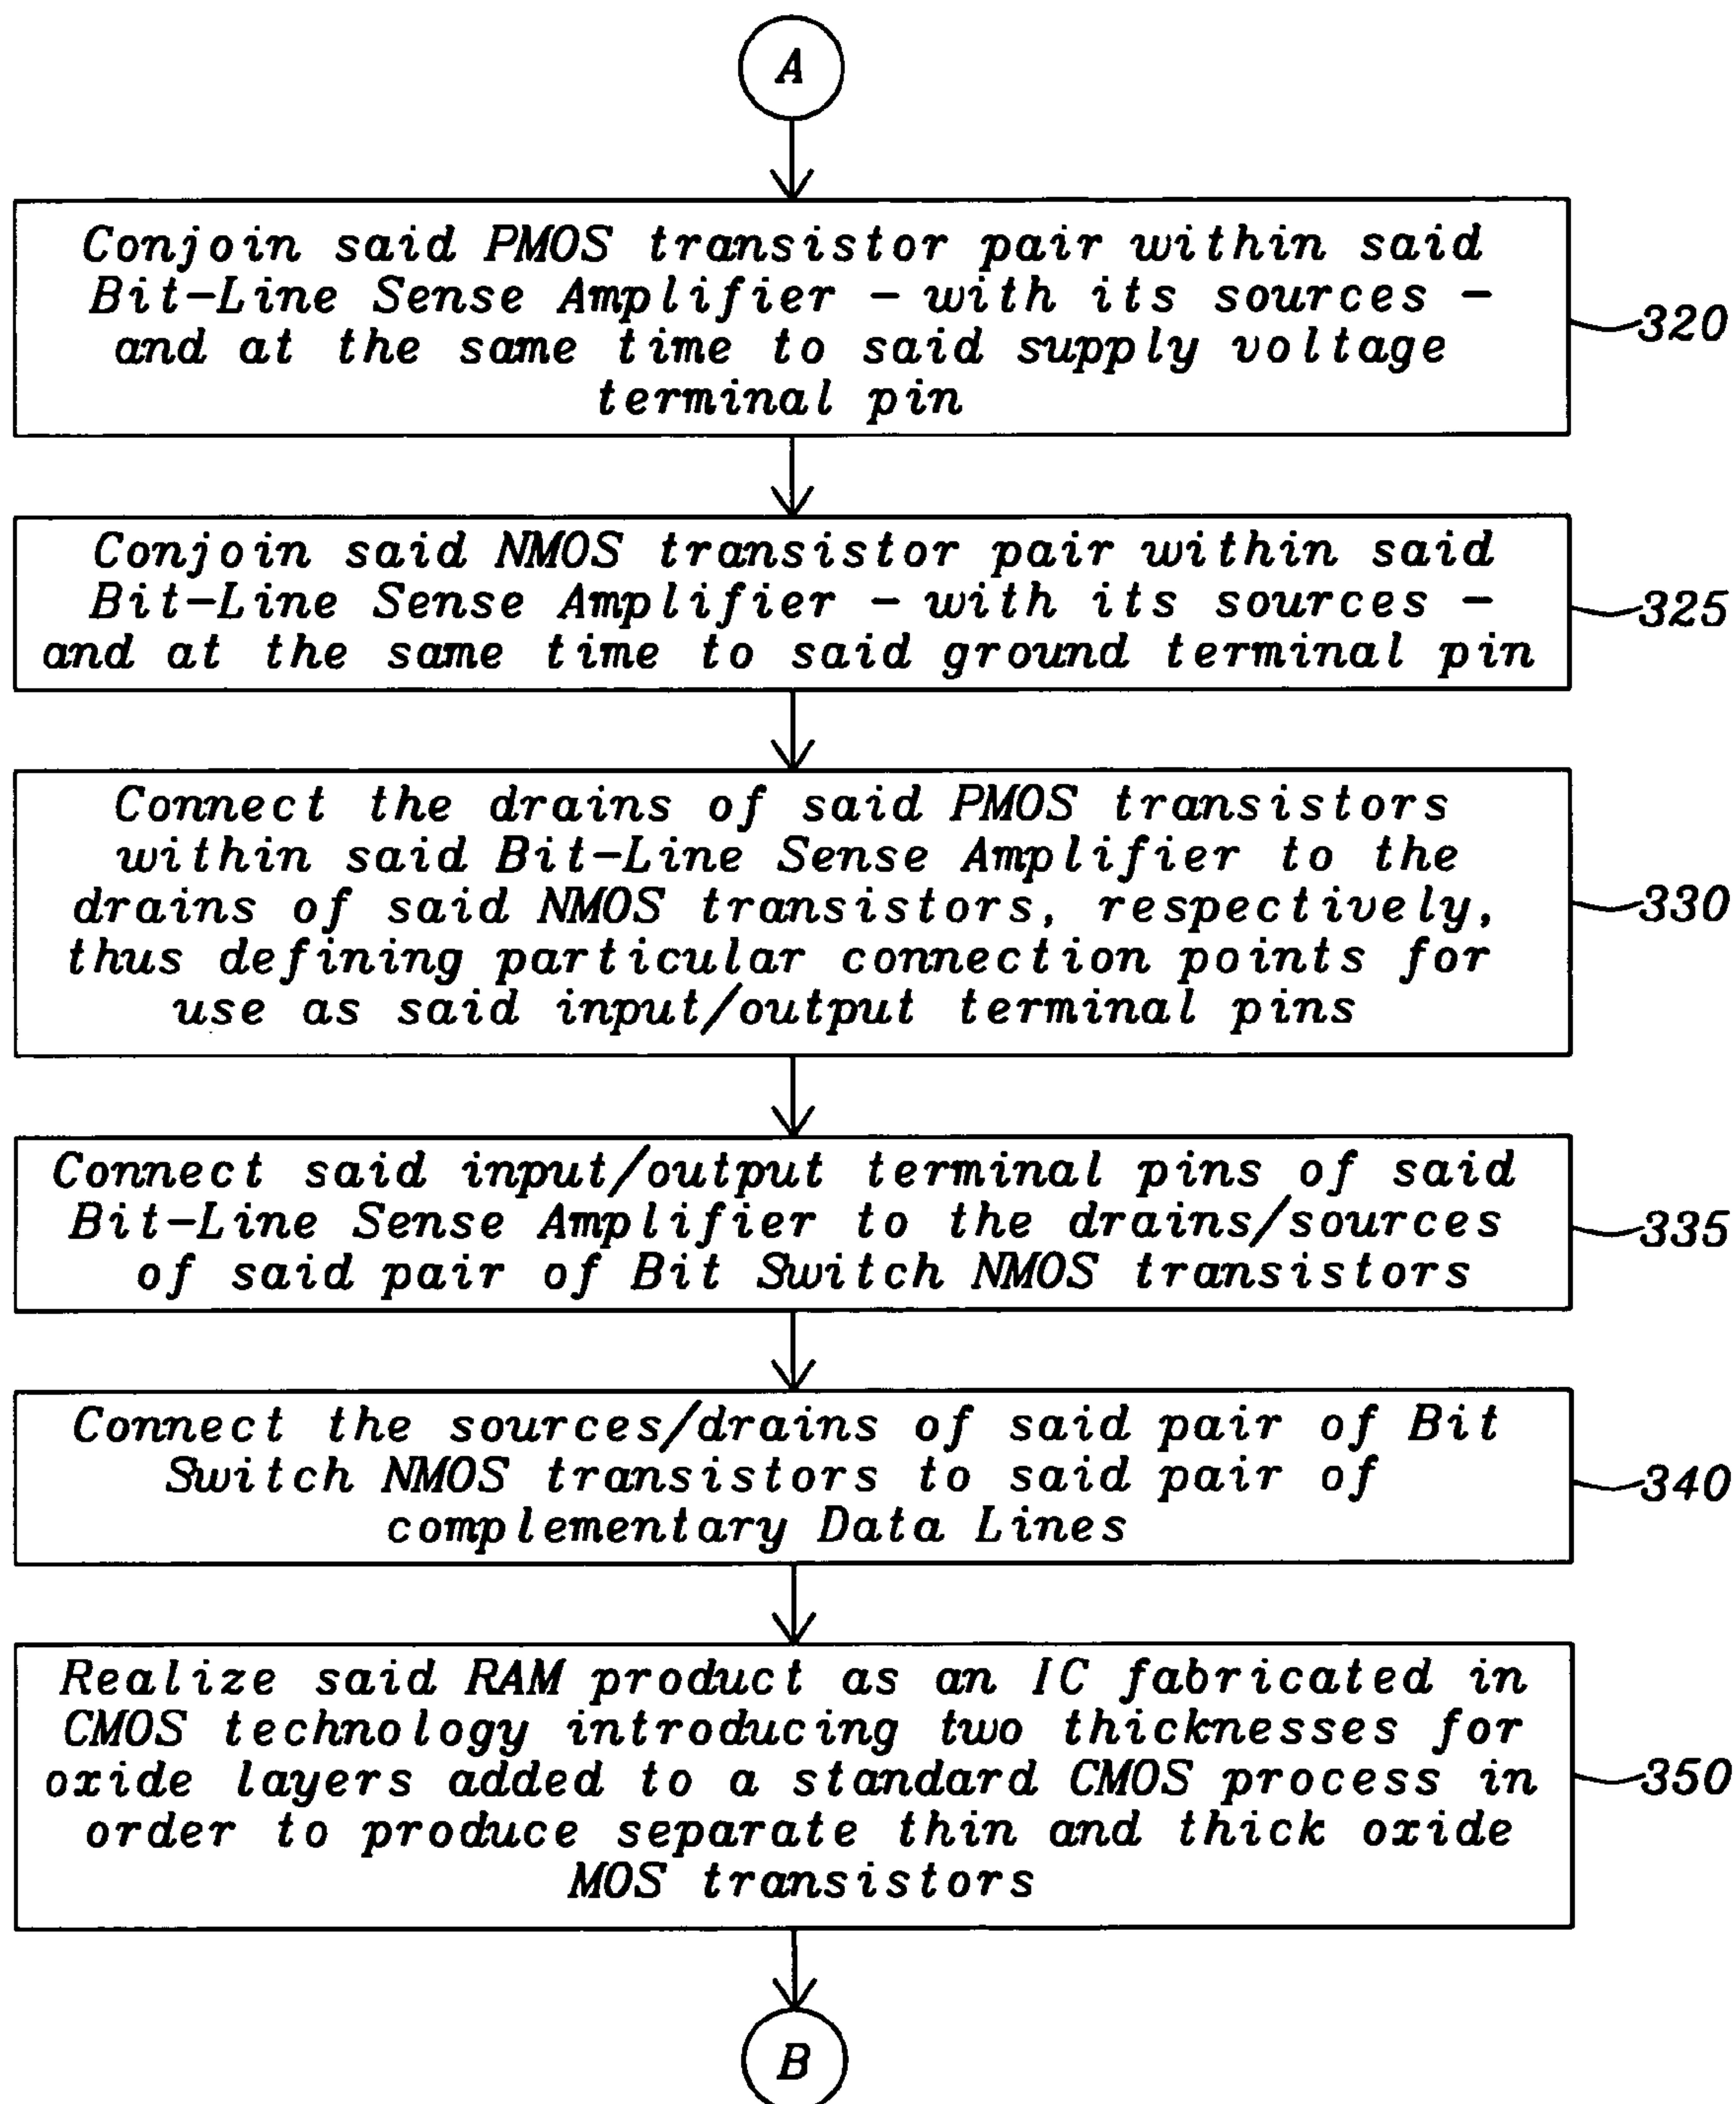 A
Conjoin said PMOS transistor pair within said
Bit-Line Sense Amplifier - with its sources -
and at the same time to said supply voltage
terminal pin
320
Conjoin said NMOS transistor pair within said
Bit-Line Sense Amplifier - with its sources -
and at the same time to said ground terminal pin
325
Connect the drains of said PMOS transistors
within said Bit-Line Sense Amplifier to the
drains of said NMOS transistors, respectively,
thus defining particular connection points for
use as said input/output terminal pins
330
Connect said input/output terminal pins of said
Bit-Line Sense Amplifier to the drains/sources
of said pair of Bit Switch NMOS transistors
335
Connect the sources/drains of said pair of Bit
Switch NMOS transistors to said pair of
complementary Data Lines
340
Realize said RAM product as an IC fabricated in
CMOS technology introducing two thicknesses for
oxide layers added to a standard CMOS process in
order to produce separate thin and thick oxide
MOS transistors
350
B